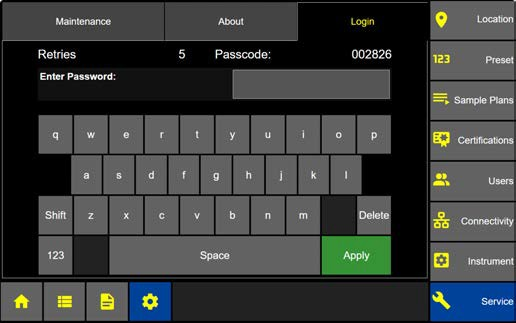 Maintenance About Login Location
Retries 5 Passcode: 002826
123 Preset
Enter Password:
Sample Plans
q w e r t y u i o p Certifications
a s d f g h j k l Users
Shift z x c v b n m Delete Connectivity
123 Space Apply Instrument
Service